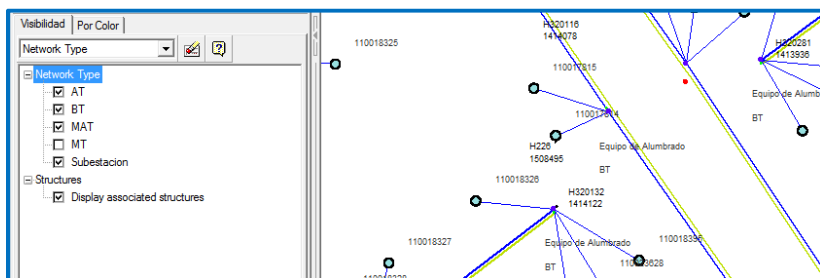 Visibilidad
Por Color
Network Type
Network Type
AT
BT
MAT
MT
Subestacion
Structures
Display associated structures
H320116
1414078
110018325
110017815
H320281
1413936
Equipo de Alumb
BT
H226
1508495
Equipo de Alumbrado
BT
110018326
H320132
1414122
110018327
Equipo de Alumbrado
BT